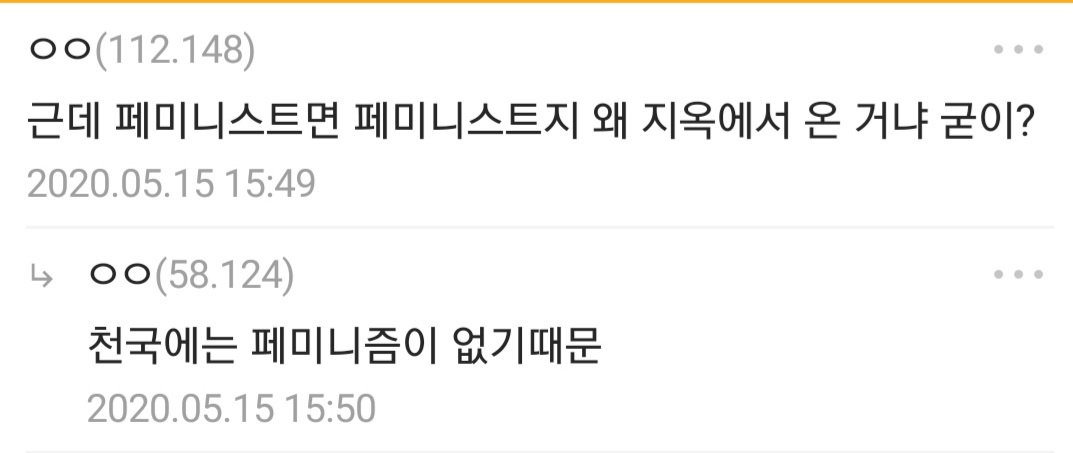 ㅇㅇ(112.148)
근데 페미니스트면 페미니스트지 왜 지옥에서 온 거냐 굳이?
2020.05.15 15:49
ㅇㅇ(58.124)
천국에는 페미니즘이 없기때문
2020.05.15 15:50